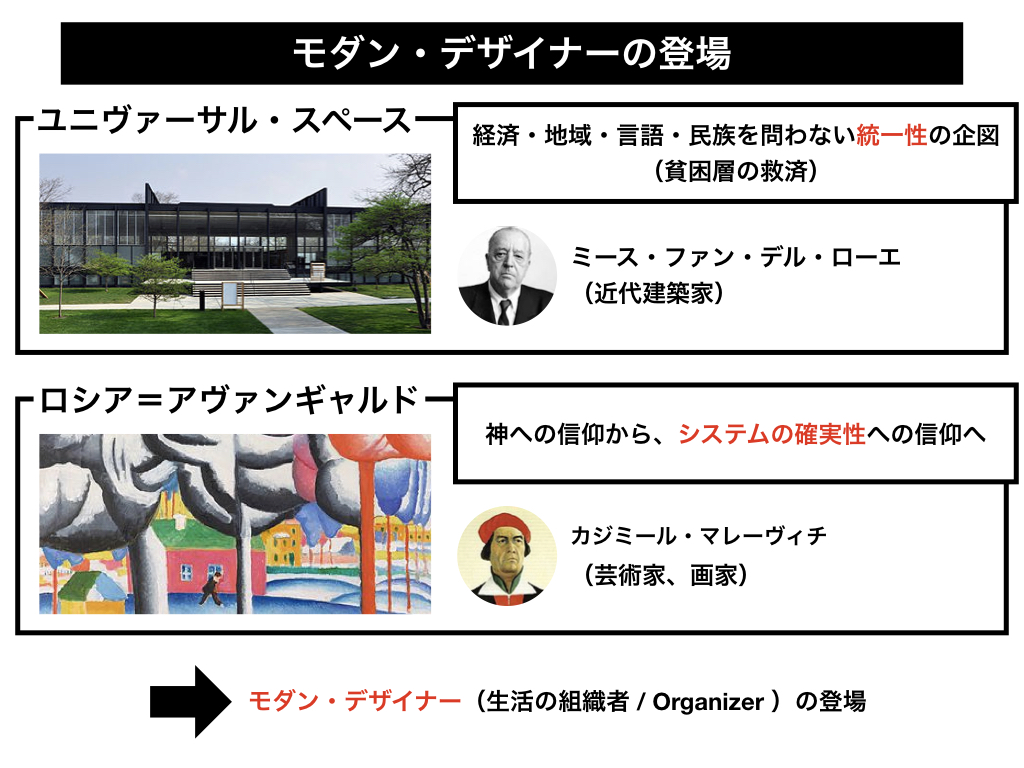 モダン・デザイナーの登場
ユニヴァーサル・スペース
経済・地域・言語・民族を問わない統一性の企図
（貧困層の救済）
ミース・ファン・デル・ローエ
（近代建築家）
ロシア＝アヴァンギャルド
神への信仰から、システムの確実性への信仰へ
カジミール・マレーヴィチ
（芸術家、画家）
モダン・デザイナー（生活の組織者 / Organizer ）の登場